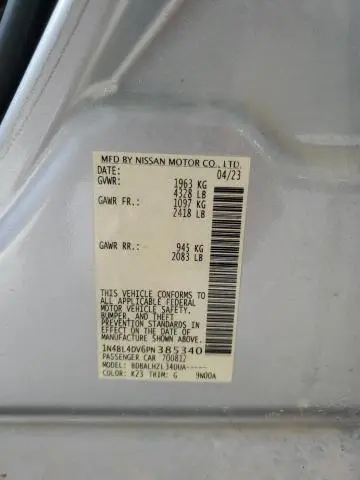 MFD BY NISSAN MOTOR CO., LTD.
DATE: 04/23
GVWR: 1963 KG
4328 LB
GAWR FR.: 1097 KG
2418 LB
GAWR RR.: 945 KG
2083 LB
THIS VEHICLE CONFORMS TO
ALL APPLICABLE FEDERAL
MOTOR VEHICLE SAFETY,
BUMPER, AND THEFT
PREVENTION STANDARDS IN
EFFECT ON THE DATE OF
MANUFACTURE SHOWN ABOVE.
1N4BL4DV6PN385340
PASSENGER CAR 700812
MODEL: BDBALHZL34DUA-----
COLOR: K23 TRIM: G 9N00A